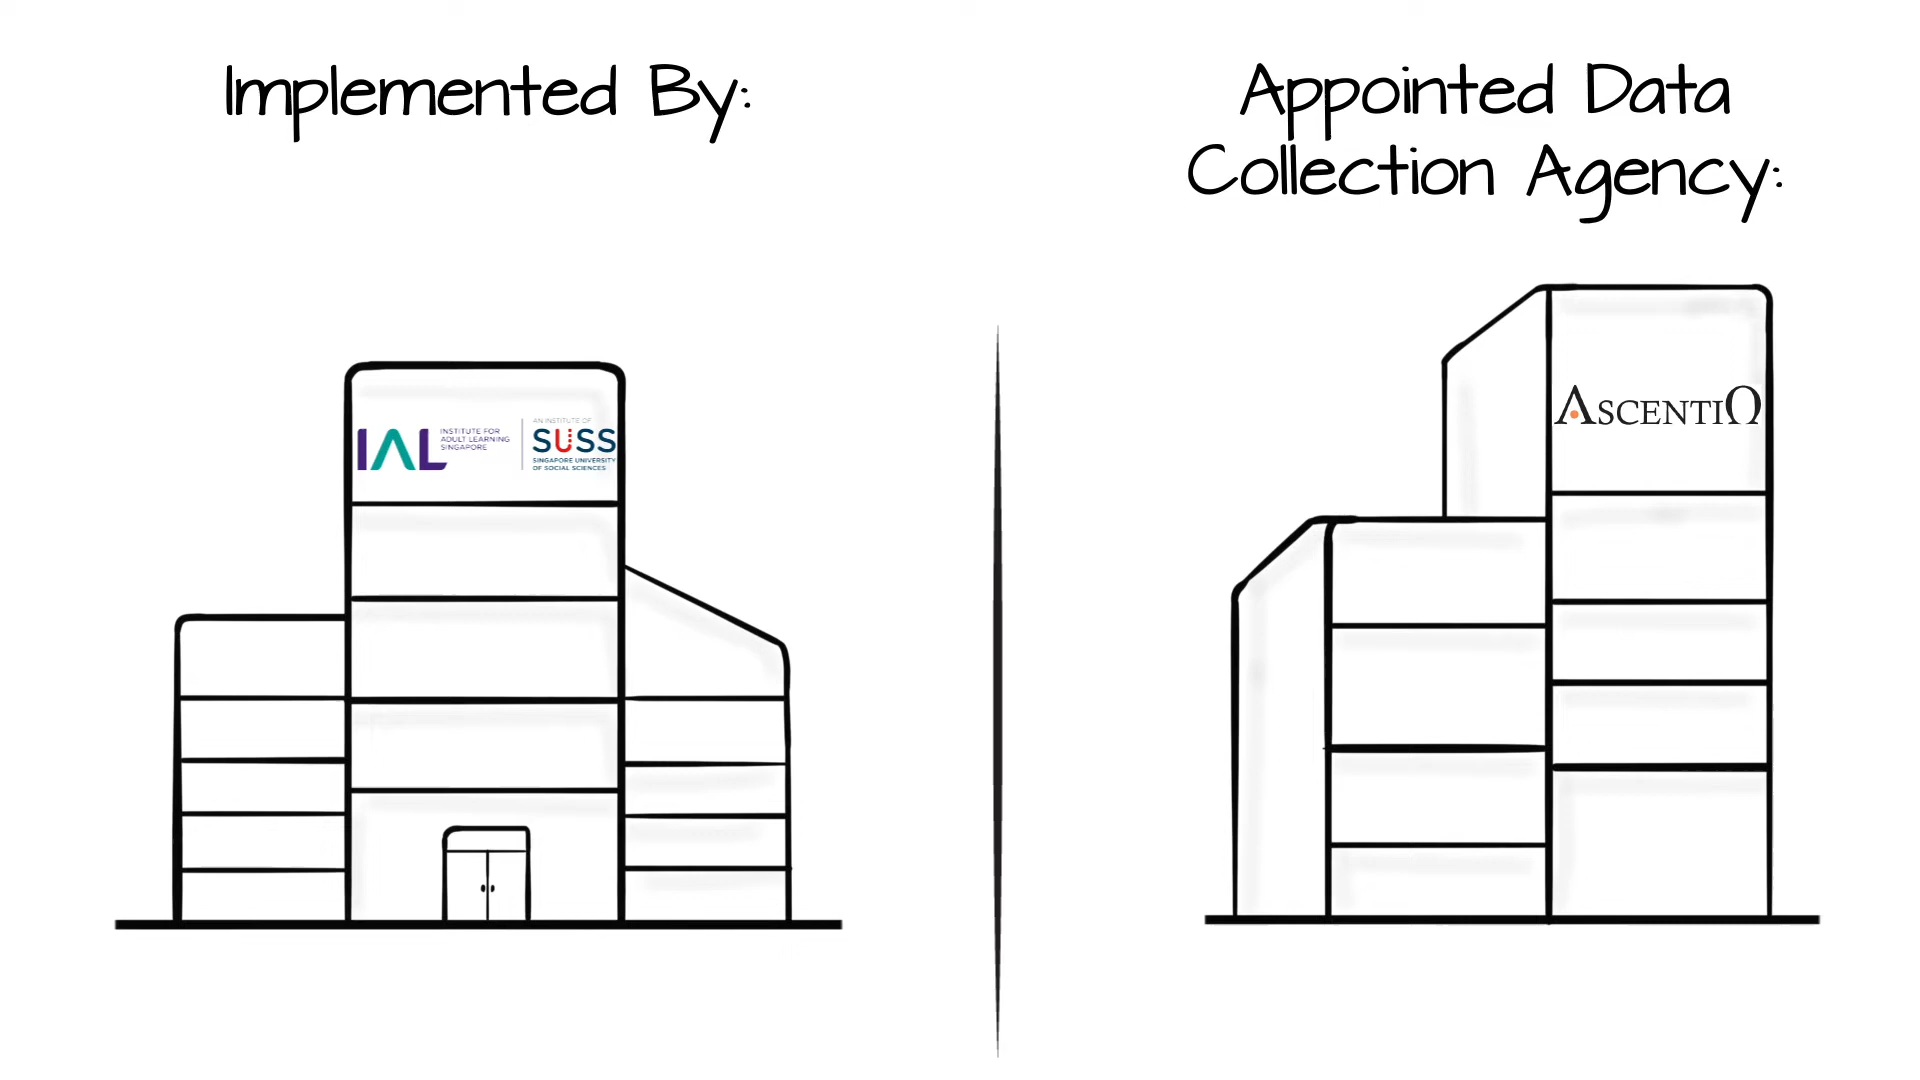 Implemented By:
Appointed Data
Collection Agency:
IAL
INSTITUTE FOR
ADULT LEARNING
SINGAPORE
AN INSTITUTE OF
SUSS
SINGAPORE UNIVERSITY
OF SOCIAL SCIENCES
ASCENTIΩ